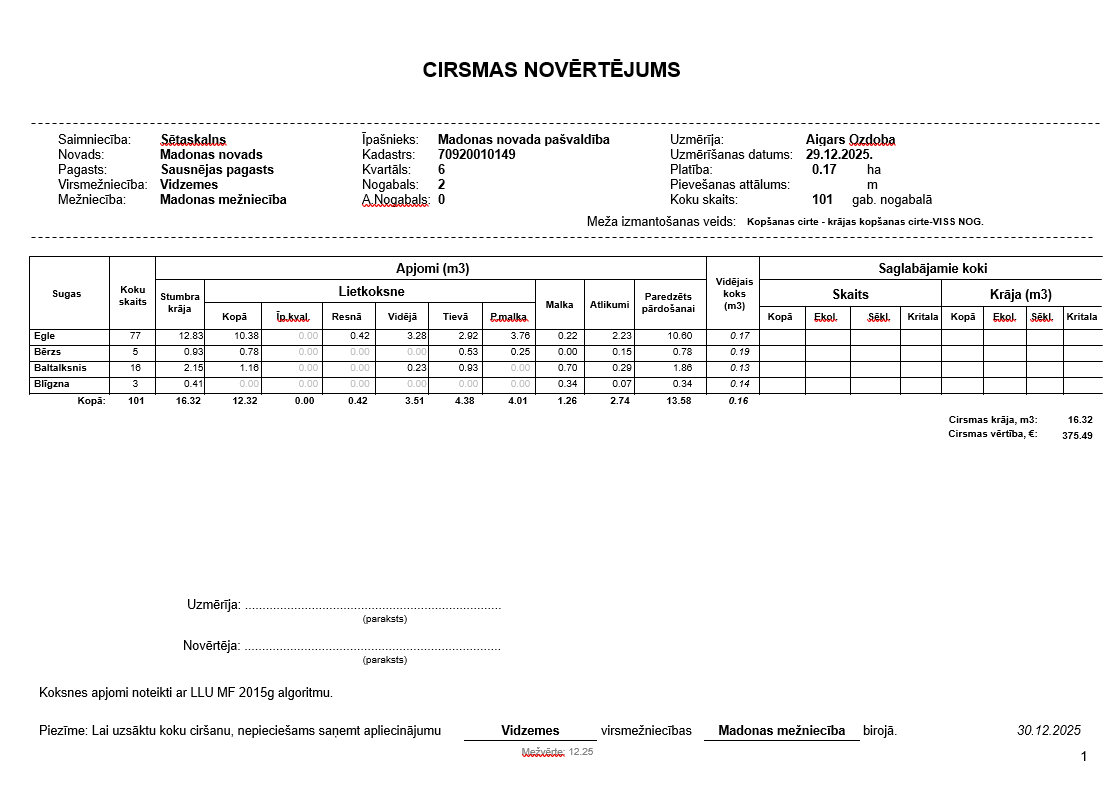 CIRSMAS NOVĒRTĒJUMS
Saimniecība: Sētaskalns Īpašnieks: Madonas novada pašvaldība Uzmērīja: Aigars Ozdoba
Novads: Madonas novads Kadastrs: 70920010149 Uzmērīšanas datums: 29.12.2025.
Pagasts: Sausnējas pagasts Kvartāls: 6 Platība: 0.17 ha
Virsmežniecība: Vidzemes Nogabals: 2 Pievešanas attālums: m
Mežniecība: Madonas mežniecība A.Nogabals: 0 Koku skaits: 101 gab. nogabalā
Meža izmantošanas veids: Kopšanas cirte - krājas kopšanas cirte-VISS NOG.
Sugas Koku skaits Stumbra krāja Apjomi (m3) Vidējais koks (m3) Saglabājamie koki
Lietkoksne Malka Atlikumi Paredzēts pārdošanai Skaits Krāja (m3)
Kopā Īp.kval. Resnā Vidējā Tievā P.malka Kopā Ekol. Sēkl. Kritala Kopā Ekol. Sēkl. Kritala
Egle 77 12.83 10.38 0.00 0.42 3.28 2.92 3.76 0.22 2.23 10.60 0.17
Bērzs 5 0.93 0.78 0.00 0.00 0.00 0.53 0.25 0.00 0.15 0.78 0.19
Baltalksnis 16 2.15 1.16 0.00 0.00 0.23 0.93 0.00 0.70 0.29 1.86 0.13
Blīgzna 3 0.41 0.00 0.00 0.00 0.00 0.00 0.00 0.34 0.07 0.34 0.14
Kopā: 101 16.32 12.32 0.00 0.42 3.51 4.38 4.01 1.26 2.74 13.58 0.16
Cirsmas krāja, m3: 16.32
Cirsmas vērtība, €: 375.49
Uzmērīja: ..........................................................................
(paraksts)
Novērtēja: ..........................................................................
(paraksts)
Koksnes apjomi noteikti ar LLU MF 2015g algoritmu.
Piezīme: Lai uzsāktu koku ciršanu, nepieciešams saņemt apliecinājumu Vidzemes virsmežniecības Madonas mežniecība birojā. 30.12.2025
Mežvērte: 12.25
1